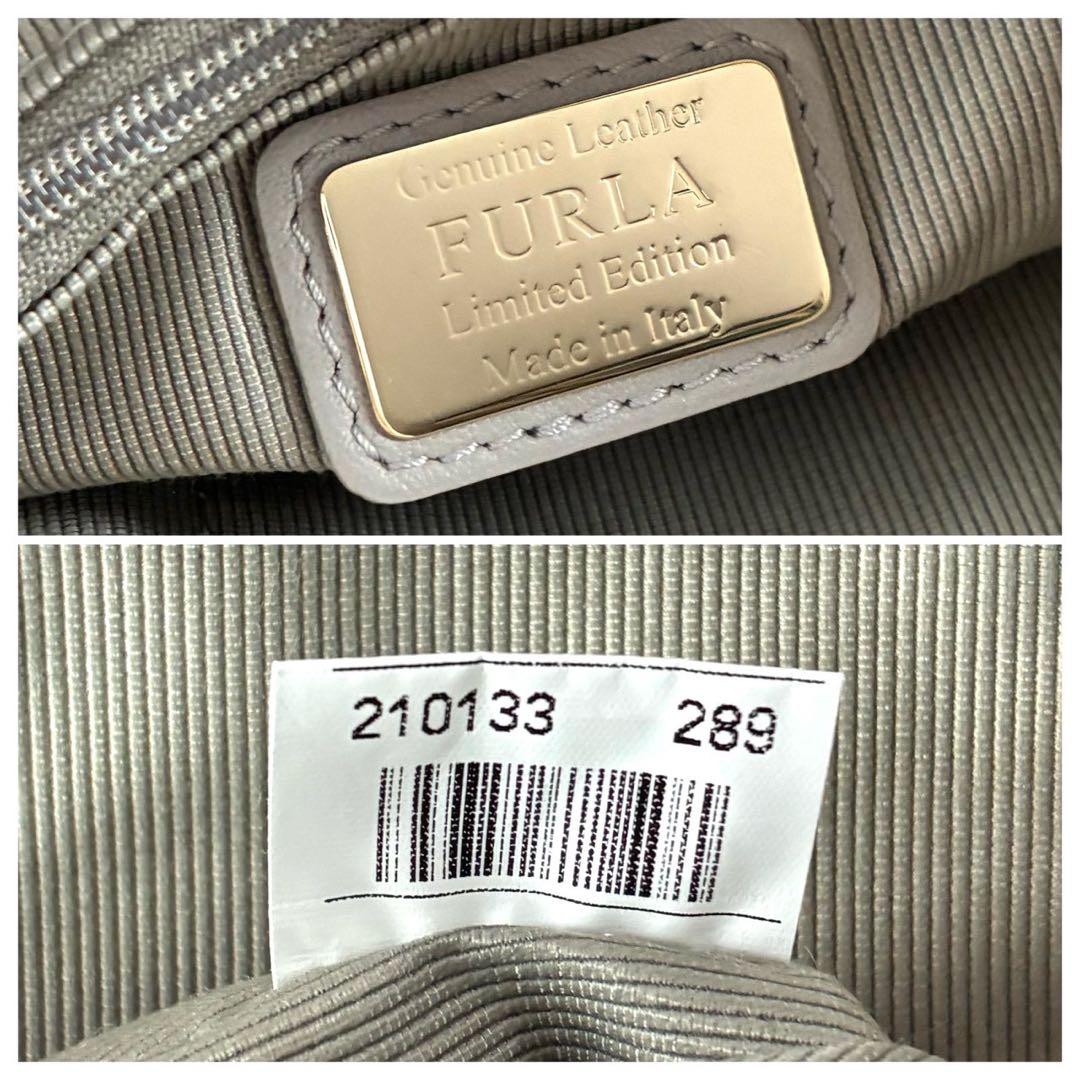 Genuine Leather
FURLA
Limited Edition
Made in Italy
210133 289